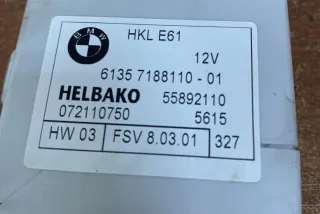 BMW HKL E61
12V
6135 7188110 - 01
HELBAKO 55892110
072110750 5615
HW 03 FSV 8.03.01 327